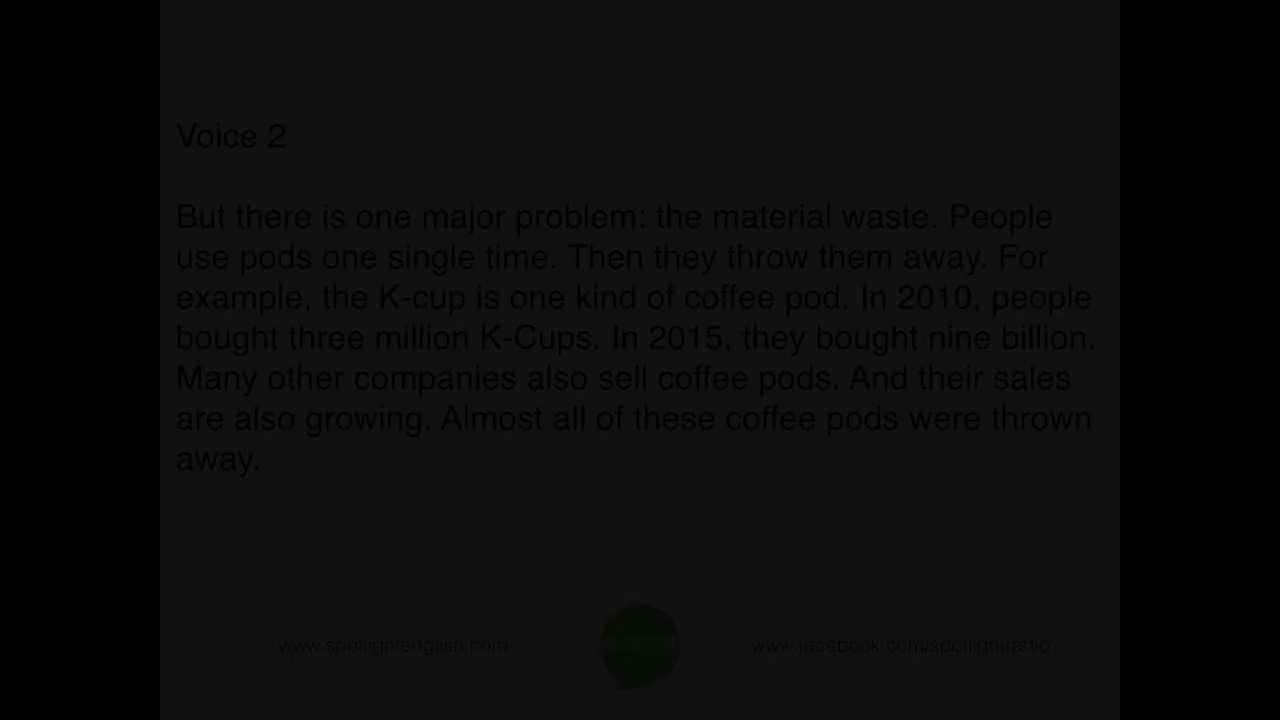 Voice 2
But there is one major problem: the material waste. People
use pods one single time. Then they throw them away. For
example, the K-cup is one kind of coffee pod. In 2010, people
bought three million K-Cups. In 2015, they bought nine billion.
Many other companies also sell coffee pods. And their sales
are also growing. Almost all of these coffee pods were thrown
away.
www.spotlightenglish.com www.facebook.com/spotlightradio